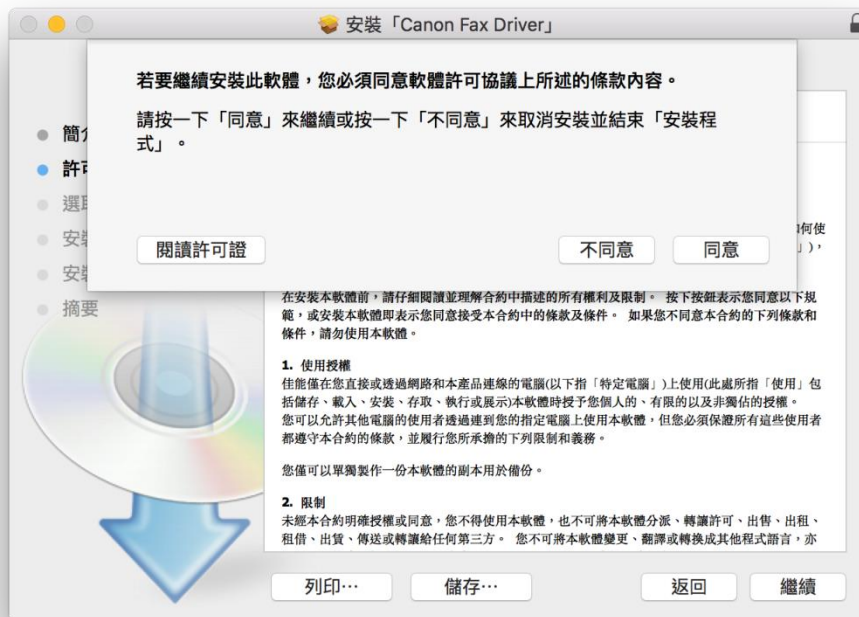 安裝「Canon Fax Driver」
若要繼續安裝此軟體，您必須同意軟體許可協議上所述的條款內容。
請按一下「同意」來繼續或按一下「不同意」來取消安裝並結束「安裝程
式」。
閱讀許可證
不同意
同意
簡
許
選
安
安
摘要
何使
」)，
在安裝本軟體前，請仔細閱讀並理解合約中描述的所有權利及限制。 按下按鈕表示您同意以下規
範，或安裝本軟體即表示您同意接受本合約中的條款及條件。 如果您不同意本合約的下列條款和
條件，請勿使用本軟體。
1. 使用授權
佳能僅在您直接或透過網路和本產品連線的電腦(以下指「特定電腦」)上使用(此處所指「使用」包
括儲存、載入、安裝、存取、執行或展示)本軟體時授予您個人的、有限的以及非獨佔的授權。
您可以允許其他電腦的使用者透過連到您的指定電腦上使用本軟體，但您必須保證所有這些使用者
都遵守本合約的條款，並履行您所承擔的下列限制和義務。
您僅可以單獨製作一份本軟體的副本用於備份。
2. 限制
未經本合約明確授權或同意，您不得使用本軟體，也不可將本軟體分派、轉讓許可、出售、出租、
租借、出賃、傳送或轉讓給任何第三方。 您不可將本軟體變更、翻譯或轉換成其他程式語言，亦
列印…
儲存…
返回
繼續